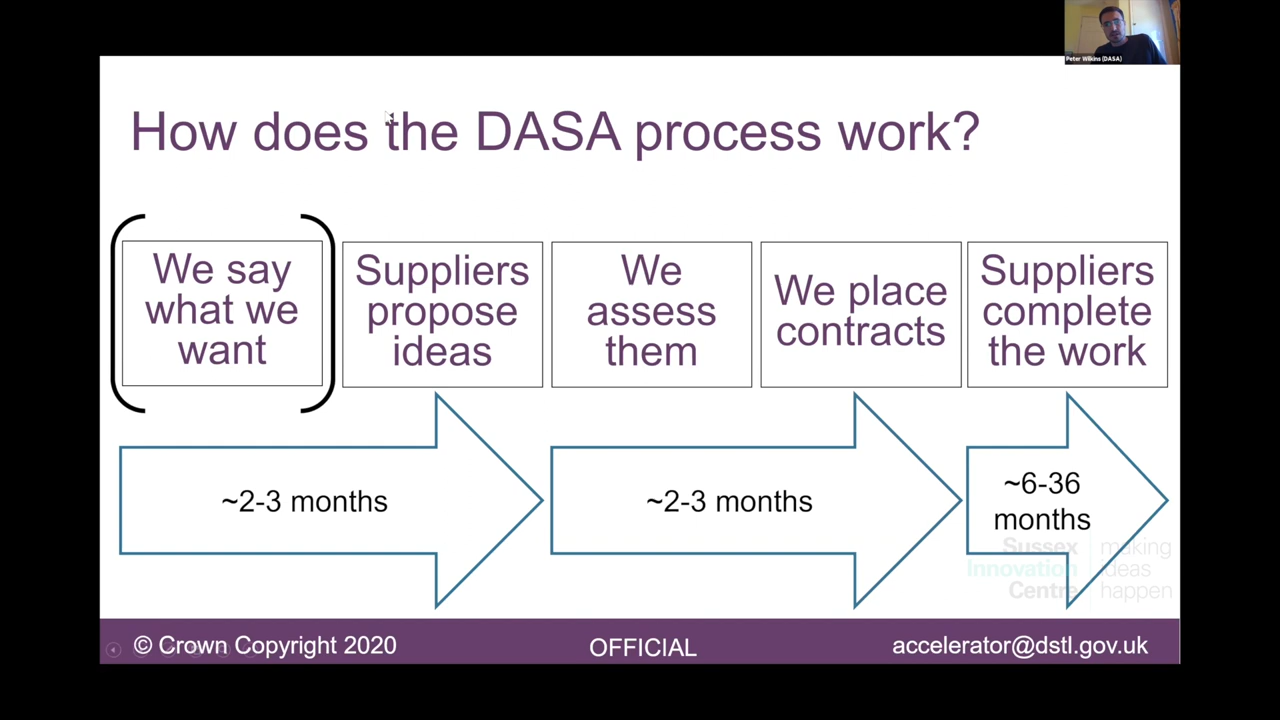 Peter Wilkins (DASA)
How does the DASA process work?
We say
what we
want
Suppliers
propose
ideas
We
assess
them
We place
contracts
Suppliers
complete
the work
~2-3 months
~2-3 months
~6-36
months
Sussex
Innovation
Centre
making
ideas
happen
© Crown Copyright 2020
OFFICIAL
accelerator@dstl.gov.uk